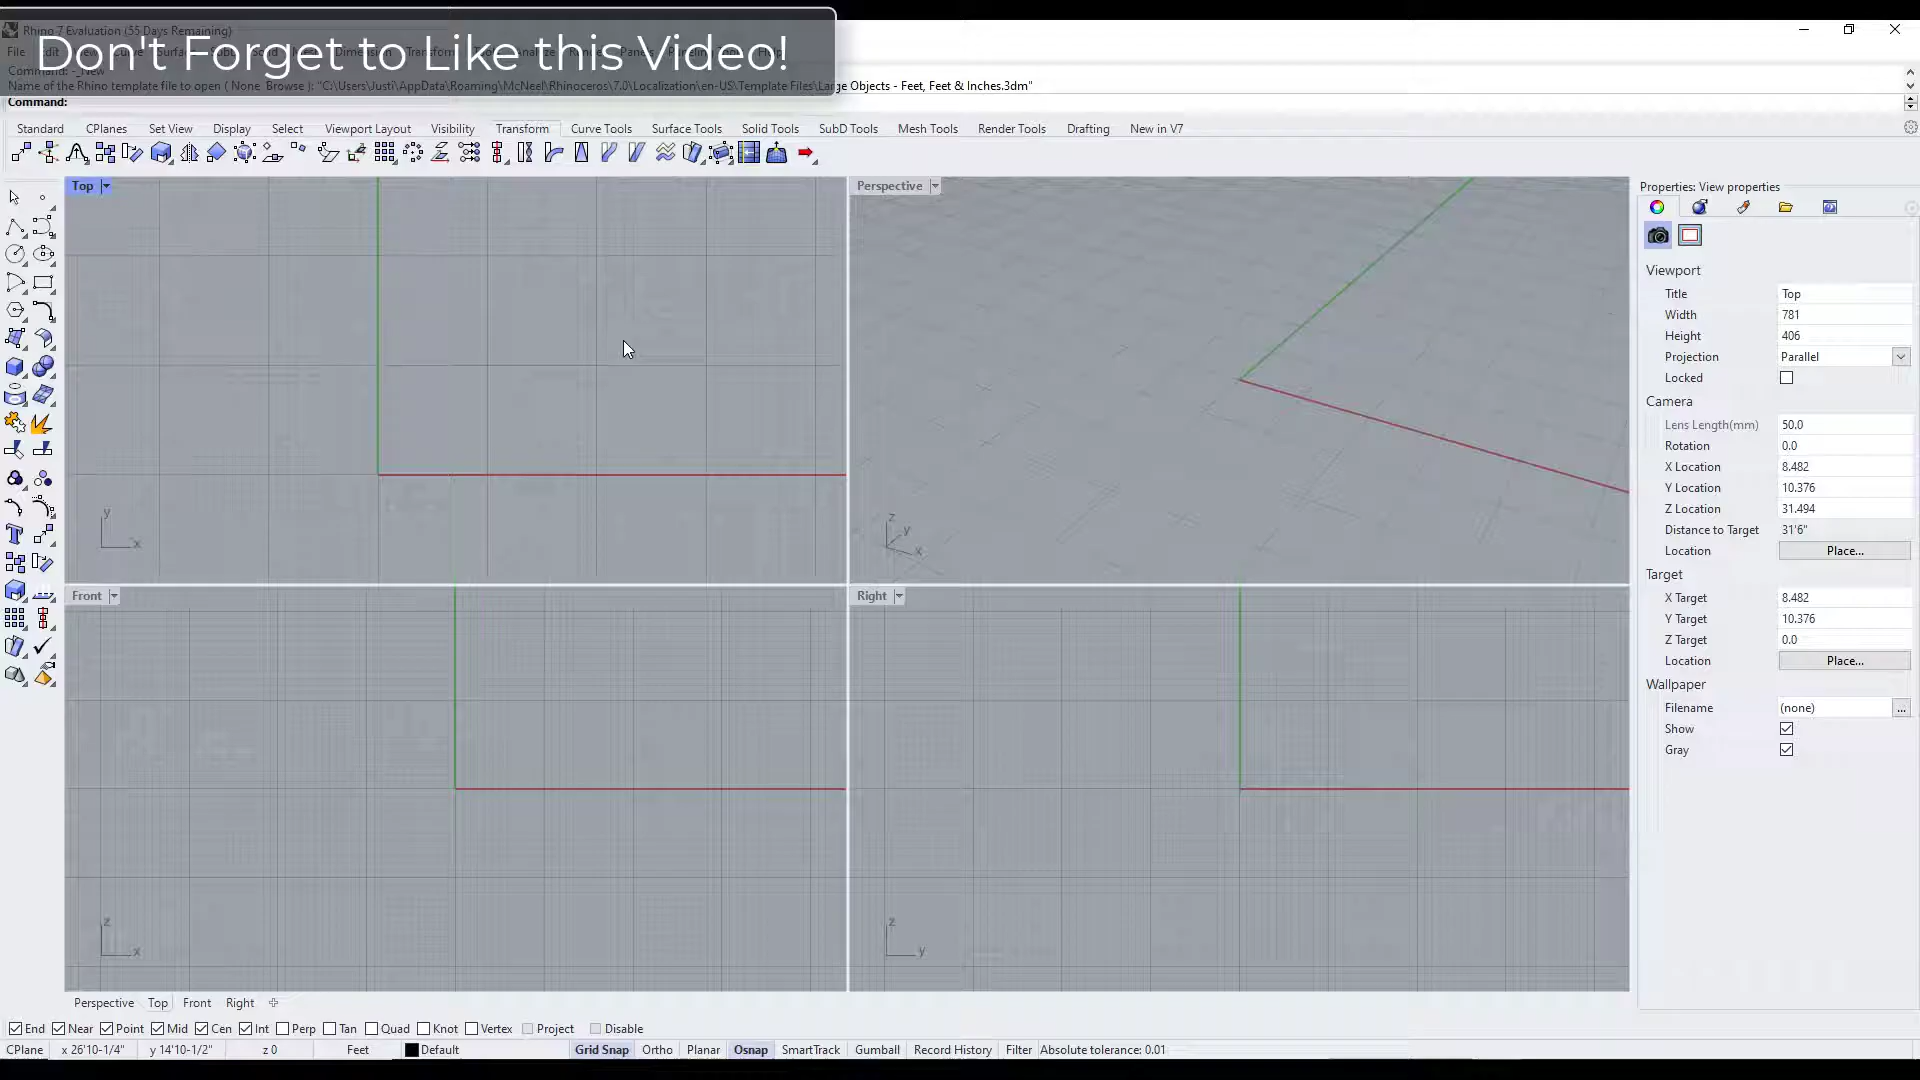 Rhino 7 Evaluation (55 Days Remaining)
Don't Forget to Like this Video!
Command: _New
Name of the Rhino template file to open ( None Browse ): "C:\Users\Justi\AppData\Roaming\McNeel\Rhinoceros\7.0\Localization\en-US\Template Files\Large Objects - Feet, Feet & Inches.3dm"
Command:
Standard CPlanes Set View Display Select Viewport Layout Visibility Transform Curve Tools Surface Tools Solid Tools SubD Tools Mesh Tools Render Tools Drafting New in V7
Top
Perspective
Properties: View properties
Viewport
Title Top
Width 781
Height 406
Projection Parallel
Locked
Camera
Lens Length(mm) 50.0
Rotation 0.0
X Location 8.482
Y Location 10.376
Z Location 31.494
Distance to Target 31'6"
Location Place...
Target
X Target 8.482
Y Target 10.376
Z Target 0.0
Location Place...
Wallpaper
Filename (none) ...
Show
Gray
y
x
z
y
x
Front
Right
z
x
z
y
Perspective Top Front Right
End Near Point Mid Cen Int Perp Tan Quad Knot Vertex Project Disable
CPlane x 26'10-1/4" y 14'10-1/2" z 0 Feet Default Grid Snap Ortho Planar Osnap SmartTrack Gumball Record History Filter Absolute tolerance: 0.01